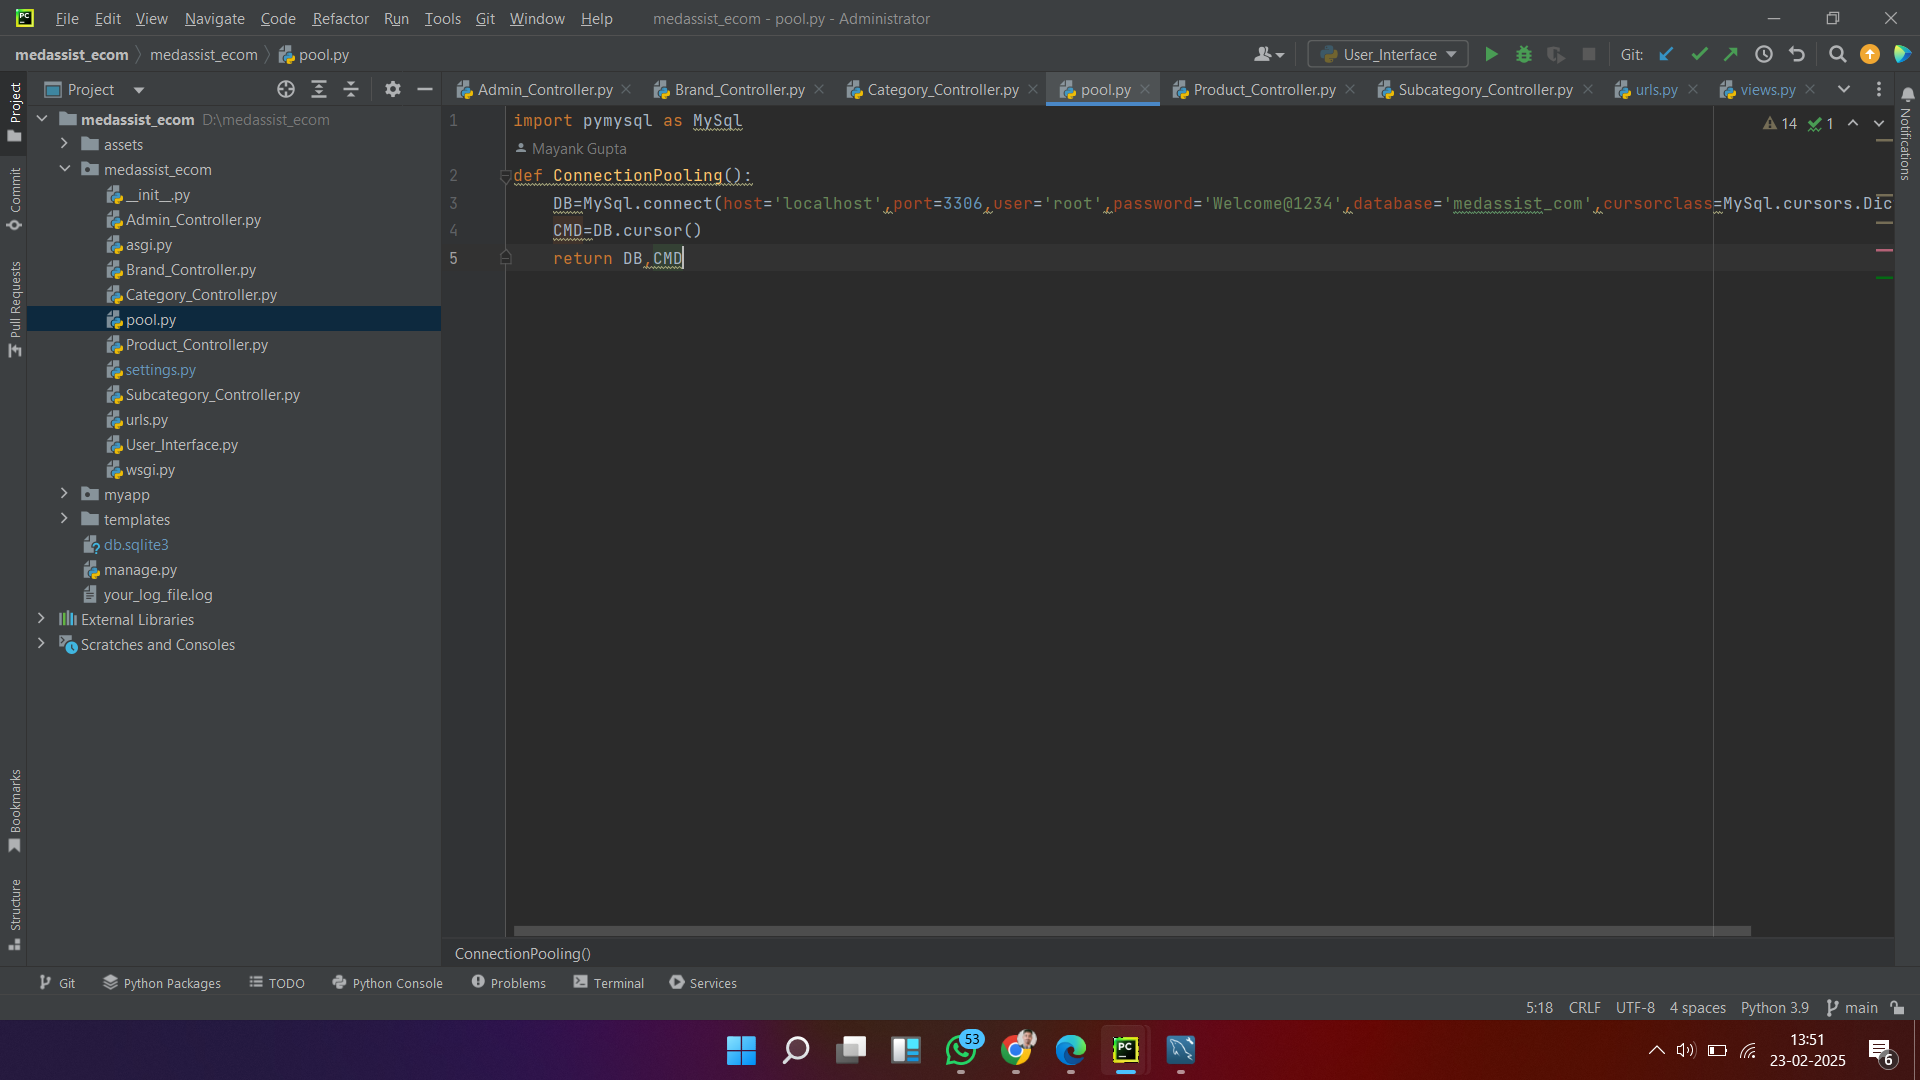 PC File Edit View Navigate Code Refactor Run Tools Git Window Help medassist_ecom - pool.py - Administrator
medassist_ecom medassist_ecom pool.py User_Interface Git:
Project
Admin_Controller.py Brand_Controller.py Category_Controller.py pool.py Product_Controller.py Subcategory_Controller.py urls.py views.py
Project
Commit
Pull Requests
Bookmarks
Structure
Notifications
medassist_ecom D:\medassist_ecom
assets
medassist_ecom
__init__.py
Admin_Controller.py
asgi.py
Brand_Controller.py
Category_Controller.py
pool.py
Product_Controller.py
settings.py
Subcategory_Controller.py
urls.py
User_Interface.py
wsgi.py
myapp
templates
db.sqlite3
manage.py
your_log_file.log
External Libraries
Scratches and Consoles
14 1
1 import pymysql as MySql
Mayank Gupta
2 def ConnectionPooling():
3 DB=MySql.connect(host='localhost',port=3306,user='root',password='Welcome@1234',database='medassist_com',cursorclass=MySql.cursors.Dic
4 CMD=DB.cursor()
5 return DB,CMD
ConnectionPooling()
Git Python Packages TODO Python Console Problems Terminal Services
5:18 CRLF UTF-8 4 spaces Python 3.9 main
53 PC
13:51
23-02-2025
6